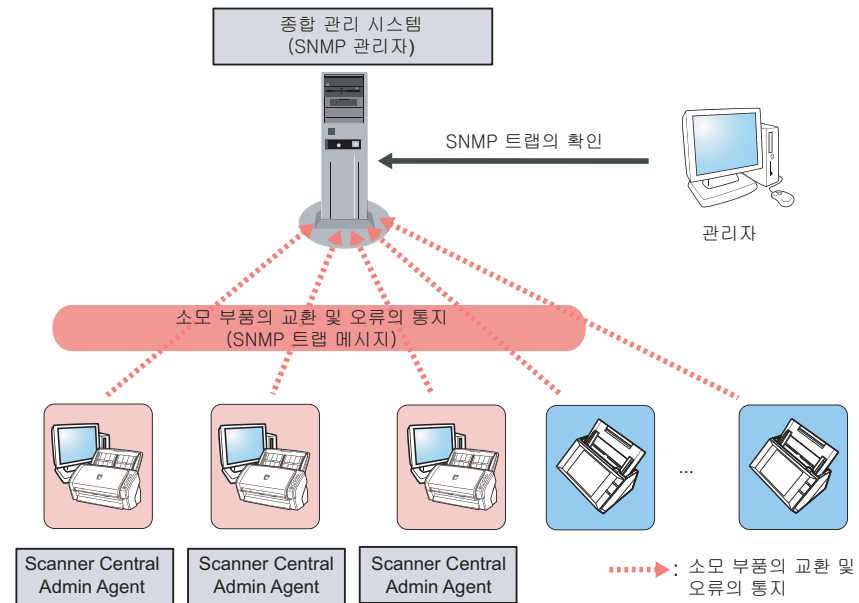 종합 관리 시스템
(SNMP 관리자)
SNMP 트랩의 확인
관리자
소모 부품의 교환 및 오류의 통지
(SNMP 트랩 메시지)
...
Scanner Central
Admin Agent
Scanner Central
Admin Agent
Scanner Central
Admin Agent
: 소모 부품의 교환 및
오류의 통지